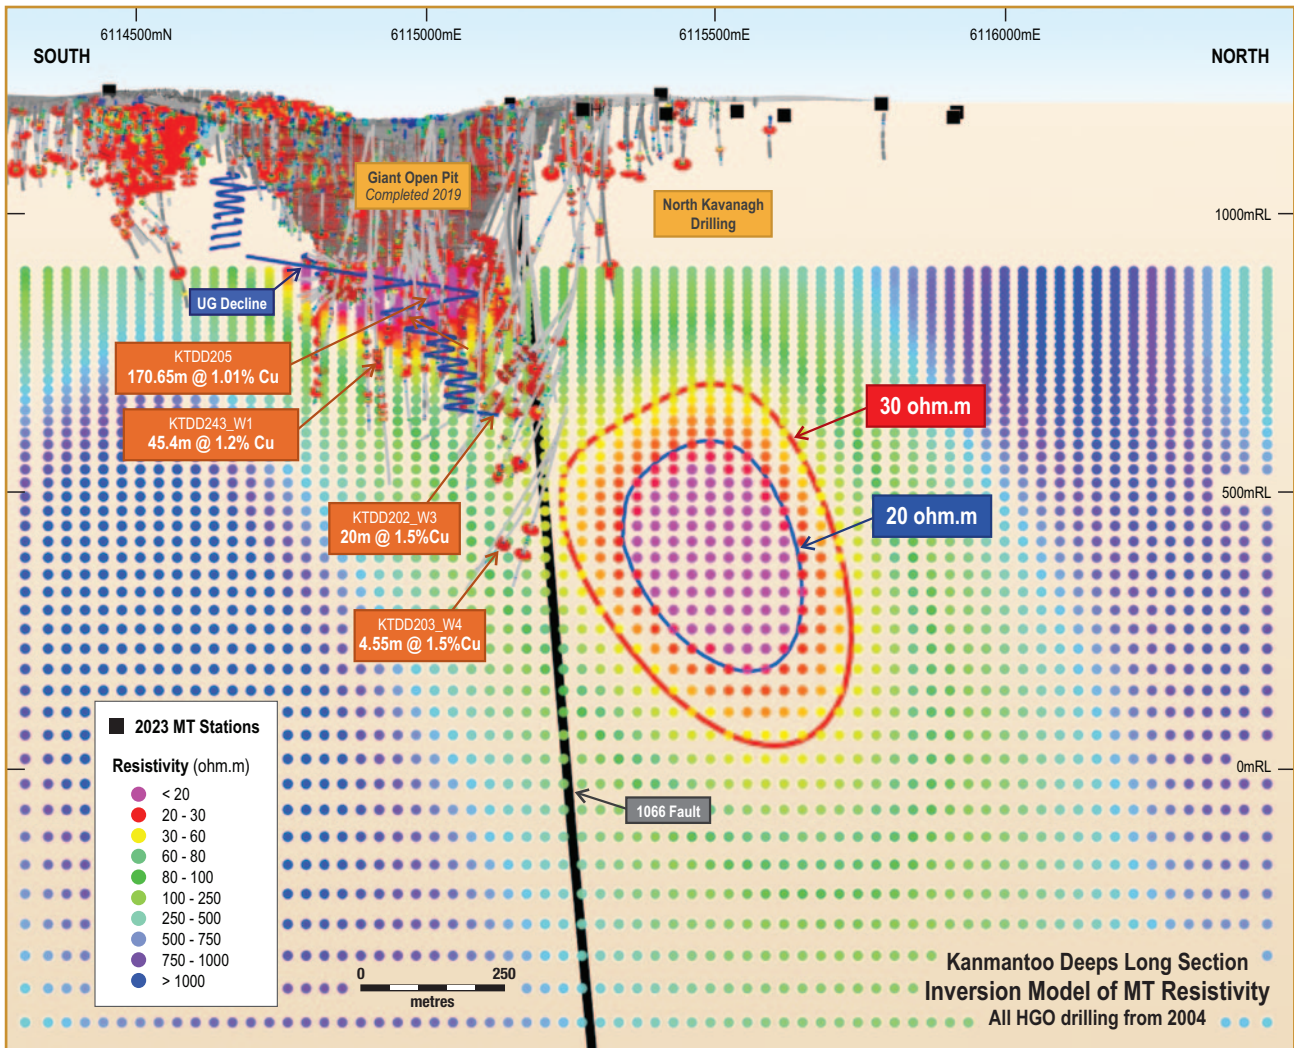 6114500mN
6115000mE
6115500mE
6116000mE
SOUTH
NORTH
Giant Open Pit
Completed 2019
North Kavanagh
Drilling
1000mRL
UG Decline
KTDD205
170.65m @ 1.01% Cu
KTDD243_W1
45.4m @ 1.2% Cu
30 ohm.m
500mRL
20 ohm.m
KTDD202_W3
20m @ 1.5%Cu
KTDD203_W4
4.55m @ 1.5%Cu
2023 MT Stations
Resistivity (ohm.m)
< 20
20 - 30
30 - 60
60 - 80
80 - 100
100 - 250
250 - 500
500 - 750
750 - 1000
> 1000
0mRL
1066 Fault
0
250
metres
Kanmantoo Deeps Long Section
Inversion Model of MT Resistivity
All HGO drilling from 2004